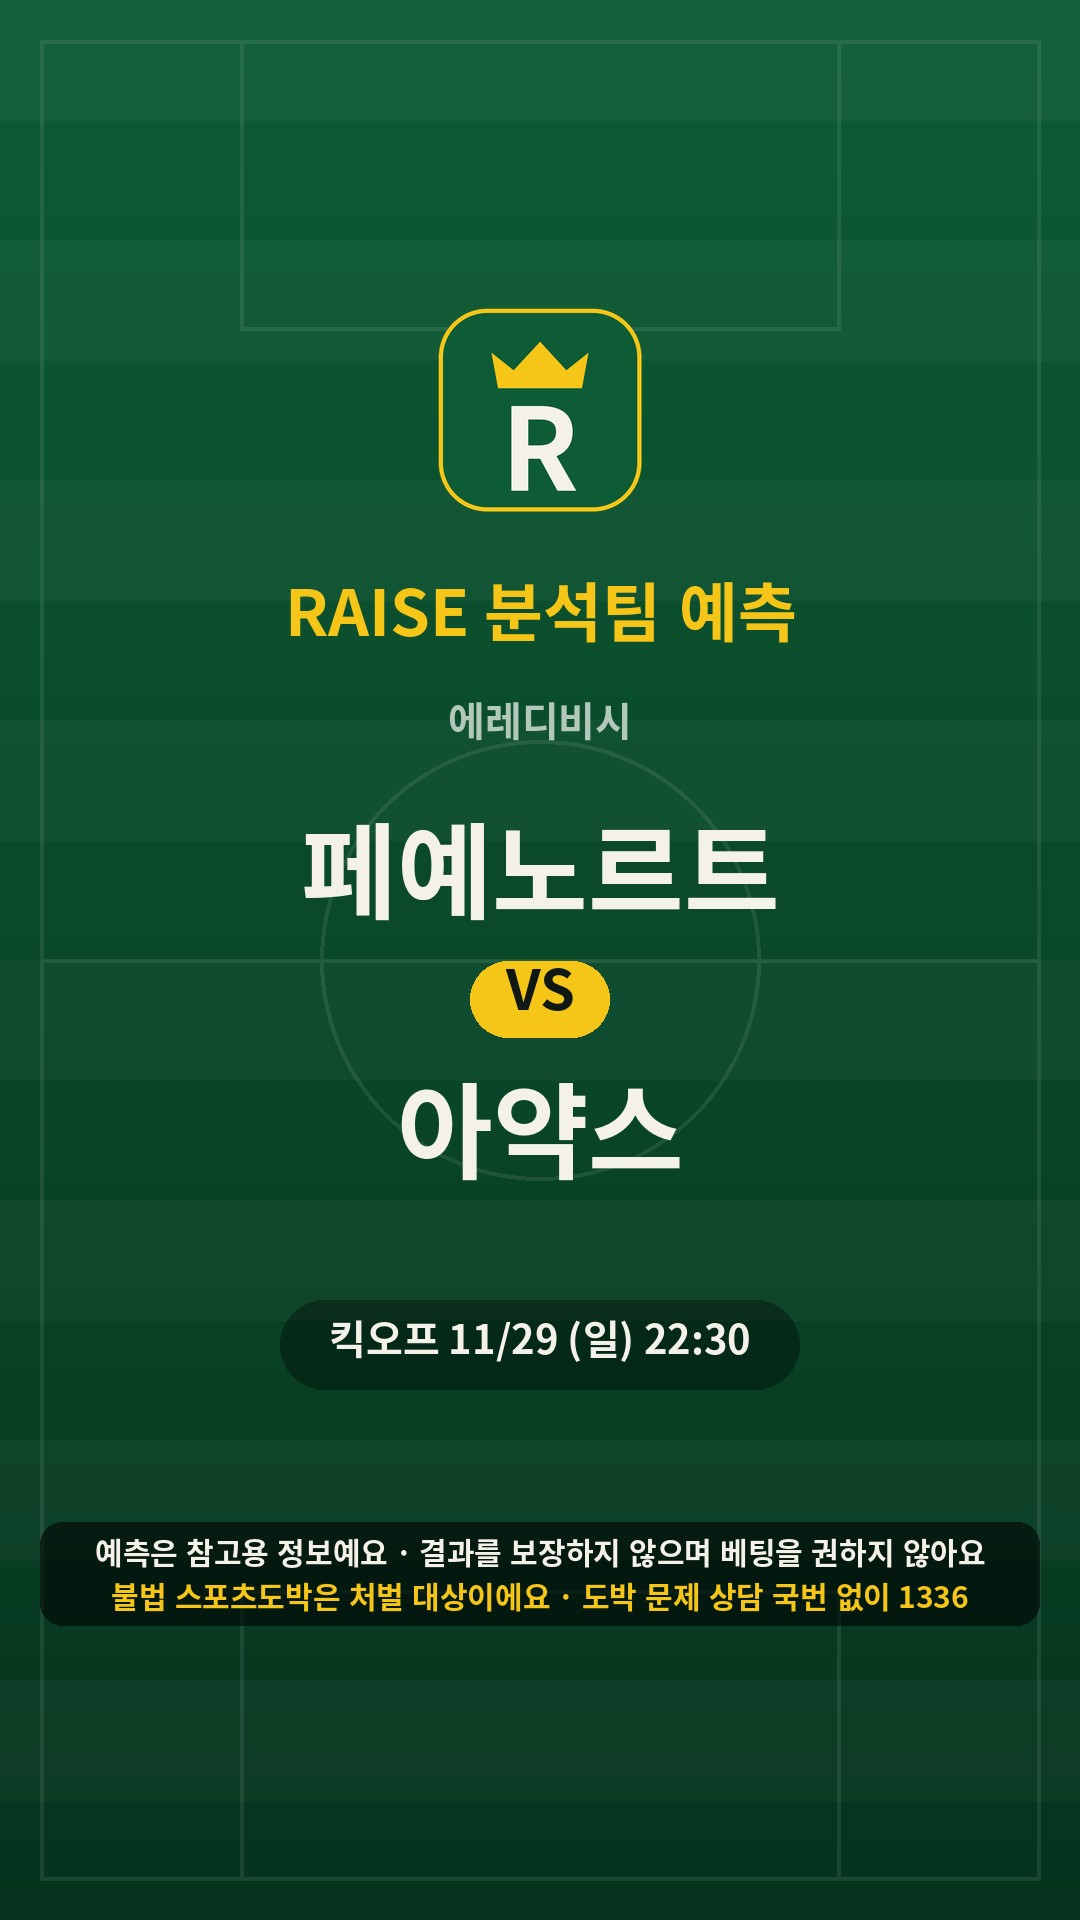 R
RAISE 분석팀 예측
에레디비시
페예노르트
VS
아약스
킥오프 11/29 (일) 22:30
예측은 참고용 정보예요 · 결과를 보장하지 않으며 베팅을 권하지 않아요
불법 스포츠도박은 처벌 대상이에요 · 도박 문제 상담 국번 없이 1336